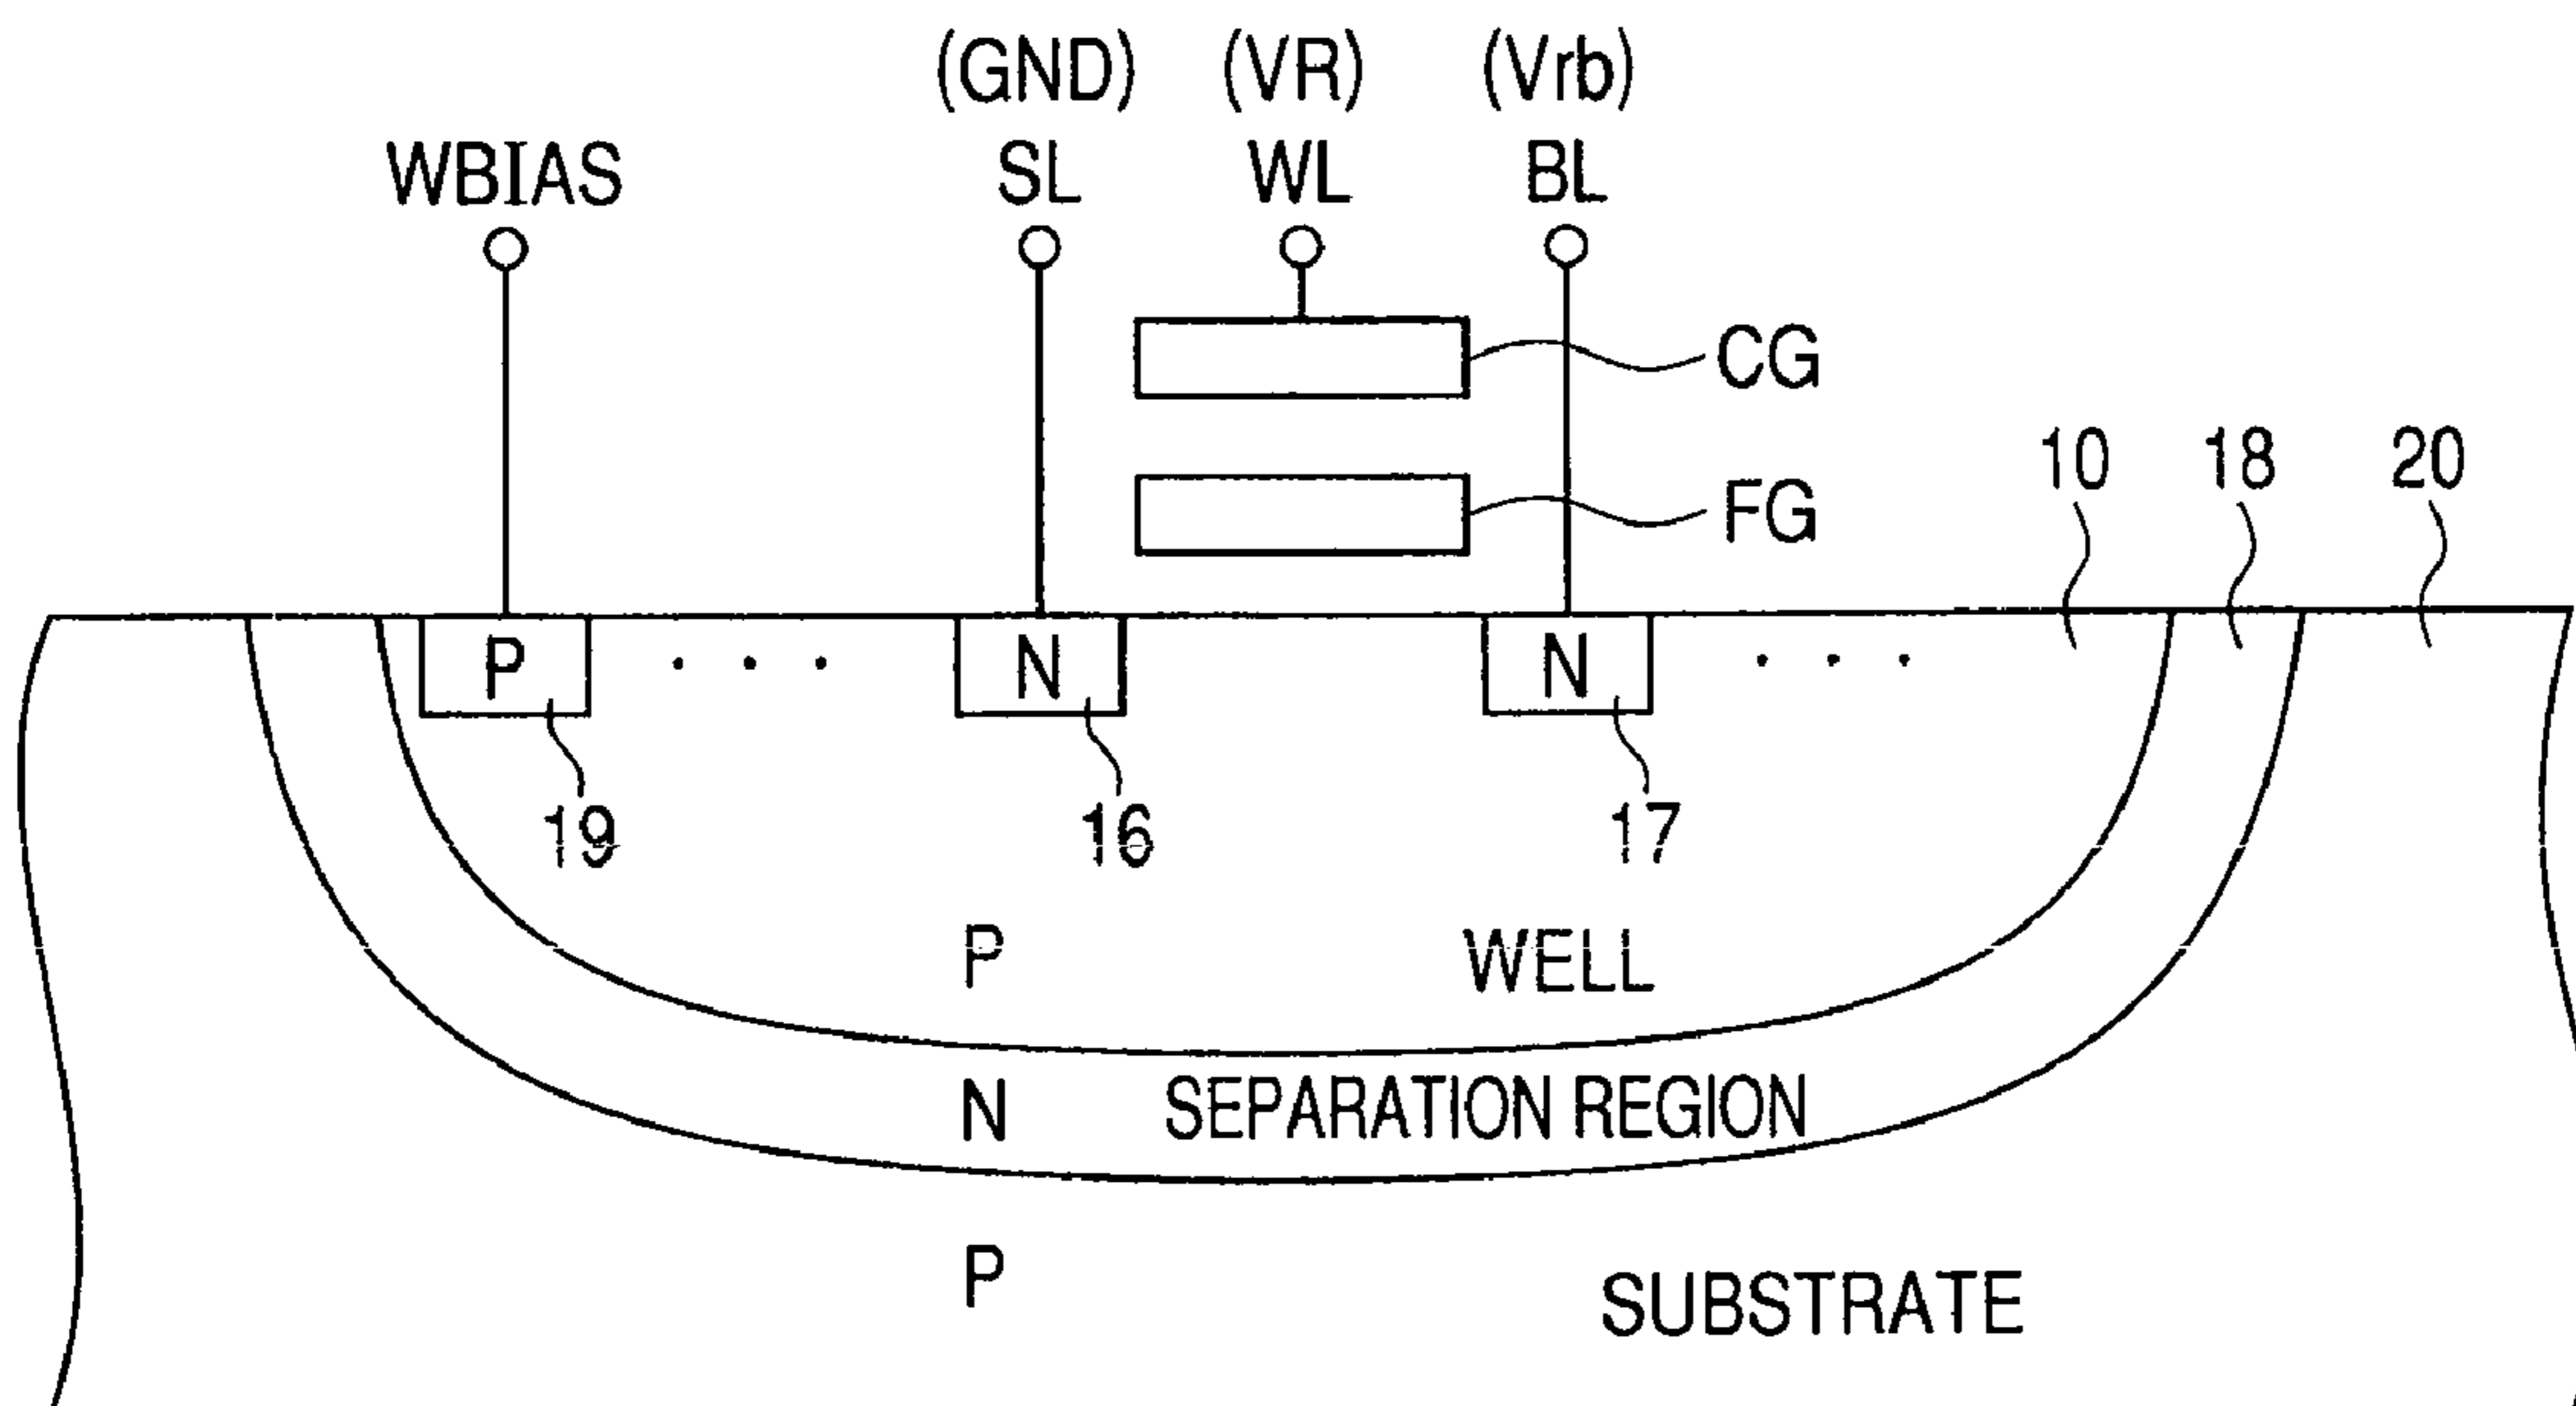 (GND) (VR) (Vrb)
WBIAS SL WL BL
CG
10 18 20
FG
P . . . N N . . .
19 16 17
P WELL
N SEPARATION REGION
P SUBSTRATE